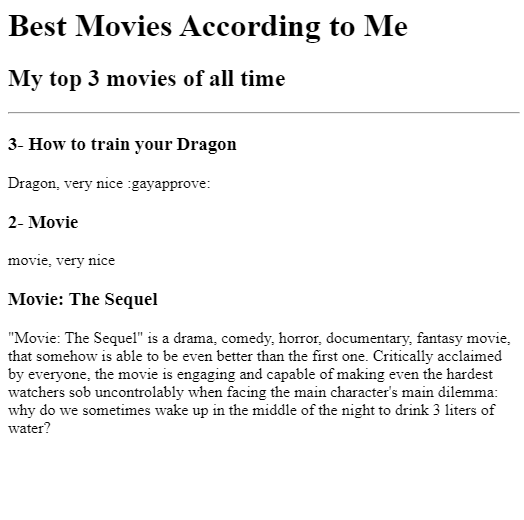 Best Movies According to Me
My top 3 movies of all time
3- How to train your Dragon
Dragon, very nice :gayapprove:
2- Movie
movie, very nice
Movie: The Sequel
"Movie: The Sequel" is a drama, comedy, horror, documentary, fantasy movie,
that somehow is able to be even better than the first one. Critically acclaimed
by everyone, the movie is engaging and capable of making even the hardest
watchers sob uncontrolably when facing the main character's main dilemma:
why do we sometimes wake up in the middle of the night to drink 3 liters of
water?